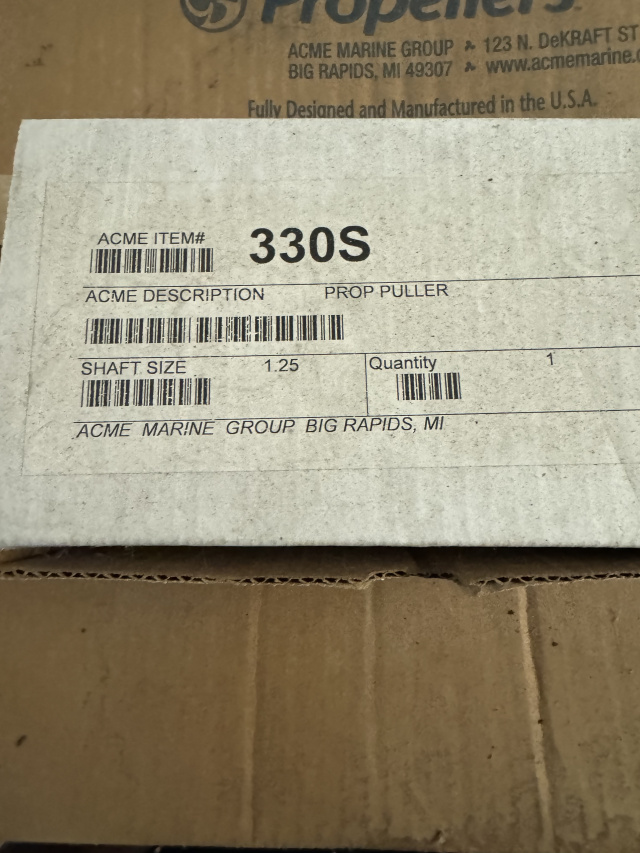 Propellers
ACME MARINE GROUP 123 N. DeKRAFT ST
BIG RAPIDS, MI 49307 www.acmemarine.c
Fully Designed and Manufactured in the U.S.A.
ACME ITEM# 330S
ACME DESCRIPTION PROP PULLER
SHAFT SIZE 1.25 Quantity 1
ACME MARINE GROUP BIG RAPIDS, MI